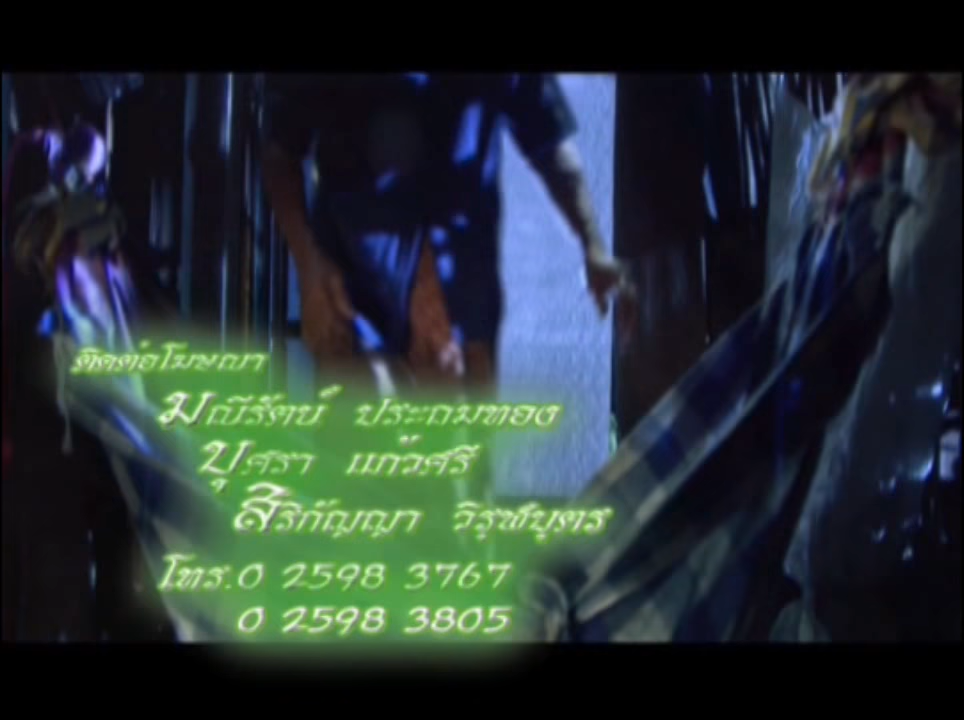 ติดต่อโฆษณา
มณีรัตน์ ประถมทอง
บุศรา แก้วศรี
สิริกัญญา วิรุฬบุตร
โทร.0 2598 3767
0 2598 3805